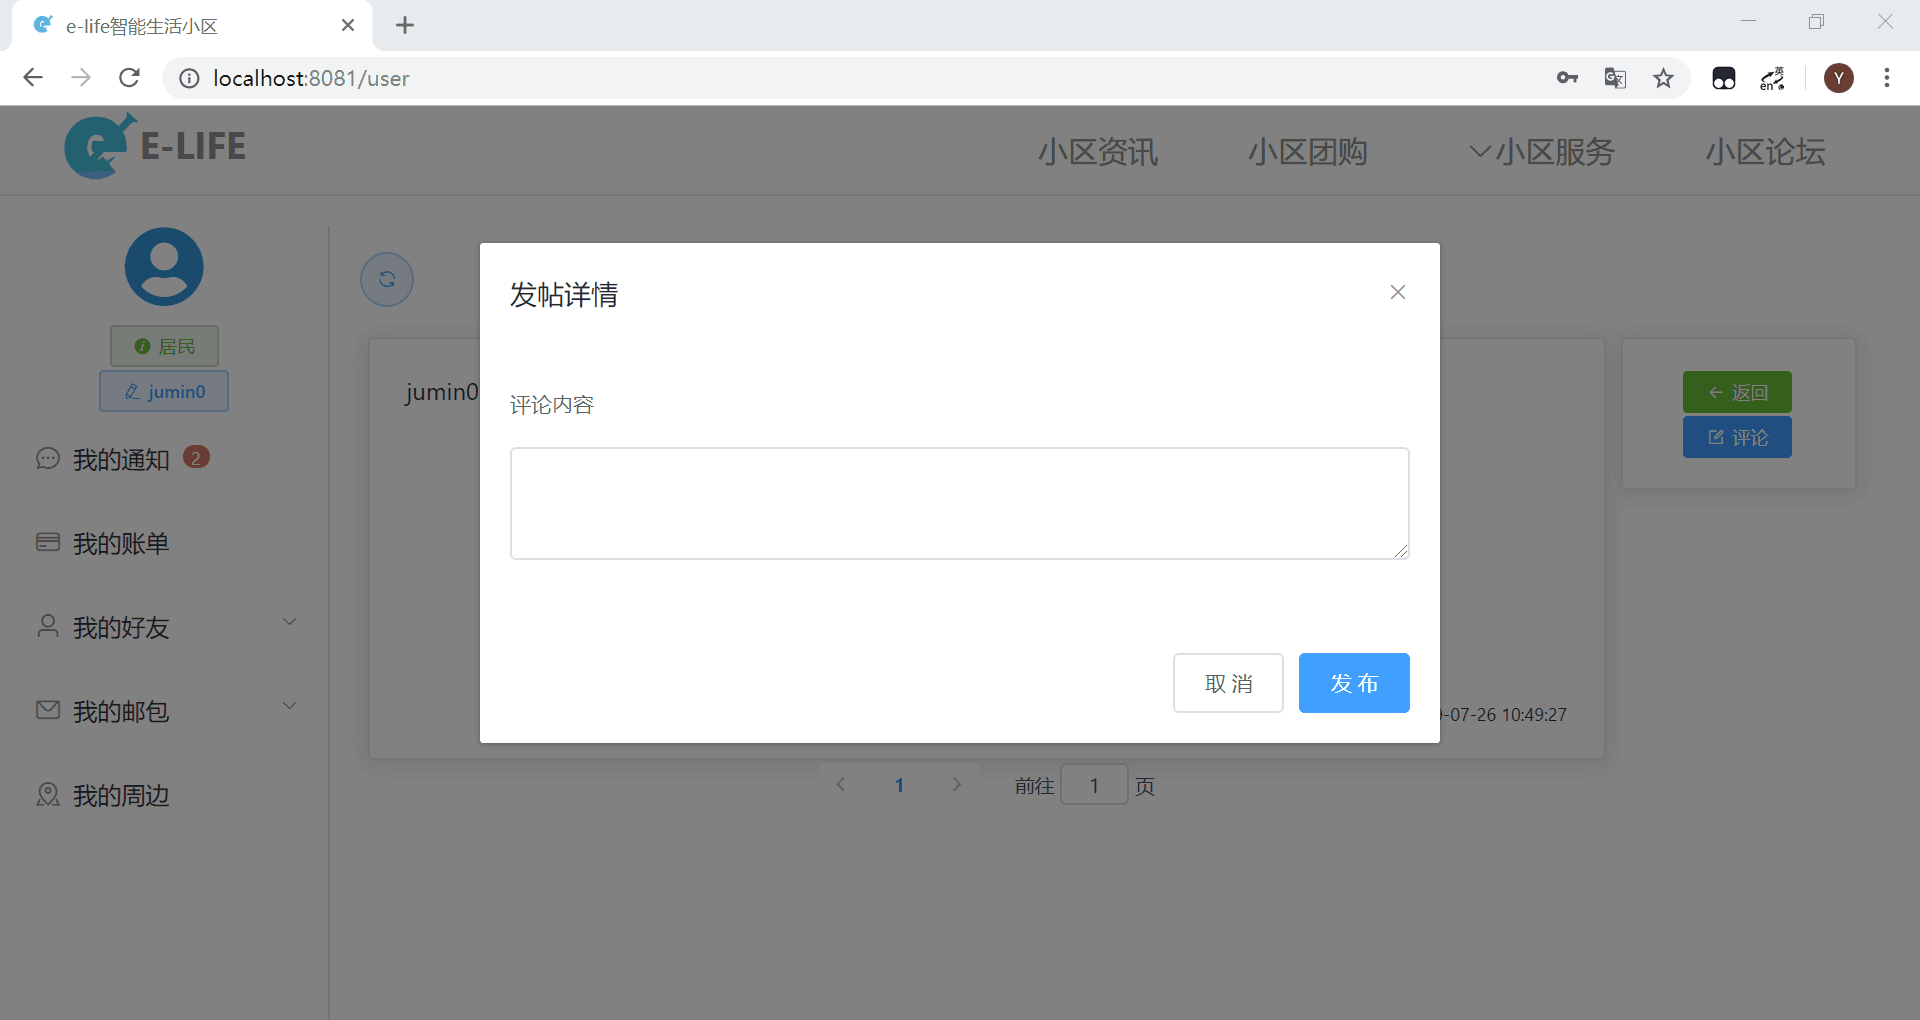 e-life智能生活小区
localhost:8081/user
Y
E-LIFE
小区资讯
小区团购
小区服务
小区论坛
居民
jumin0
我的通知 2
我的账单
我的好友
我的邮包
我的周边
jumin0
发帖详情
评论内容
取 消
发 布
-07-26 10:49:27
返回
评论
1
前往 1 页